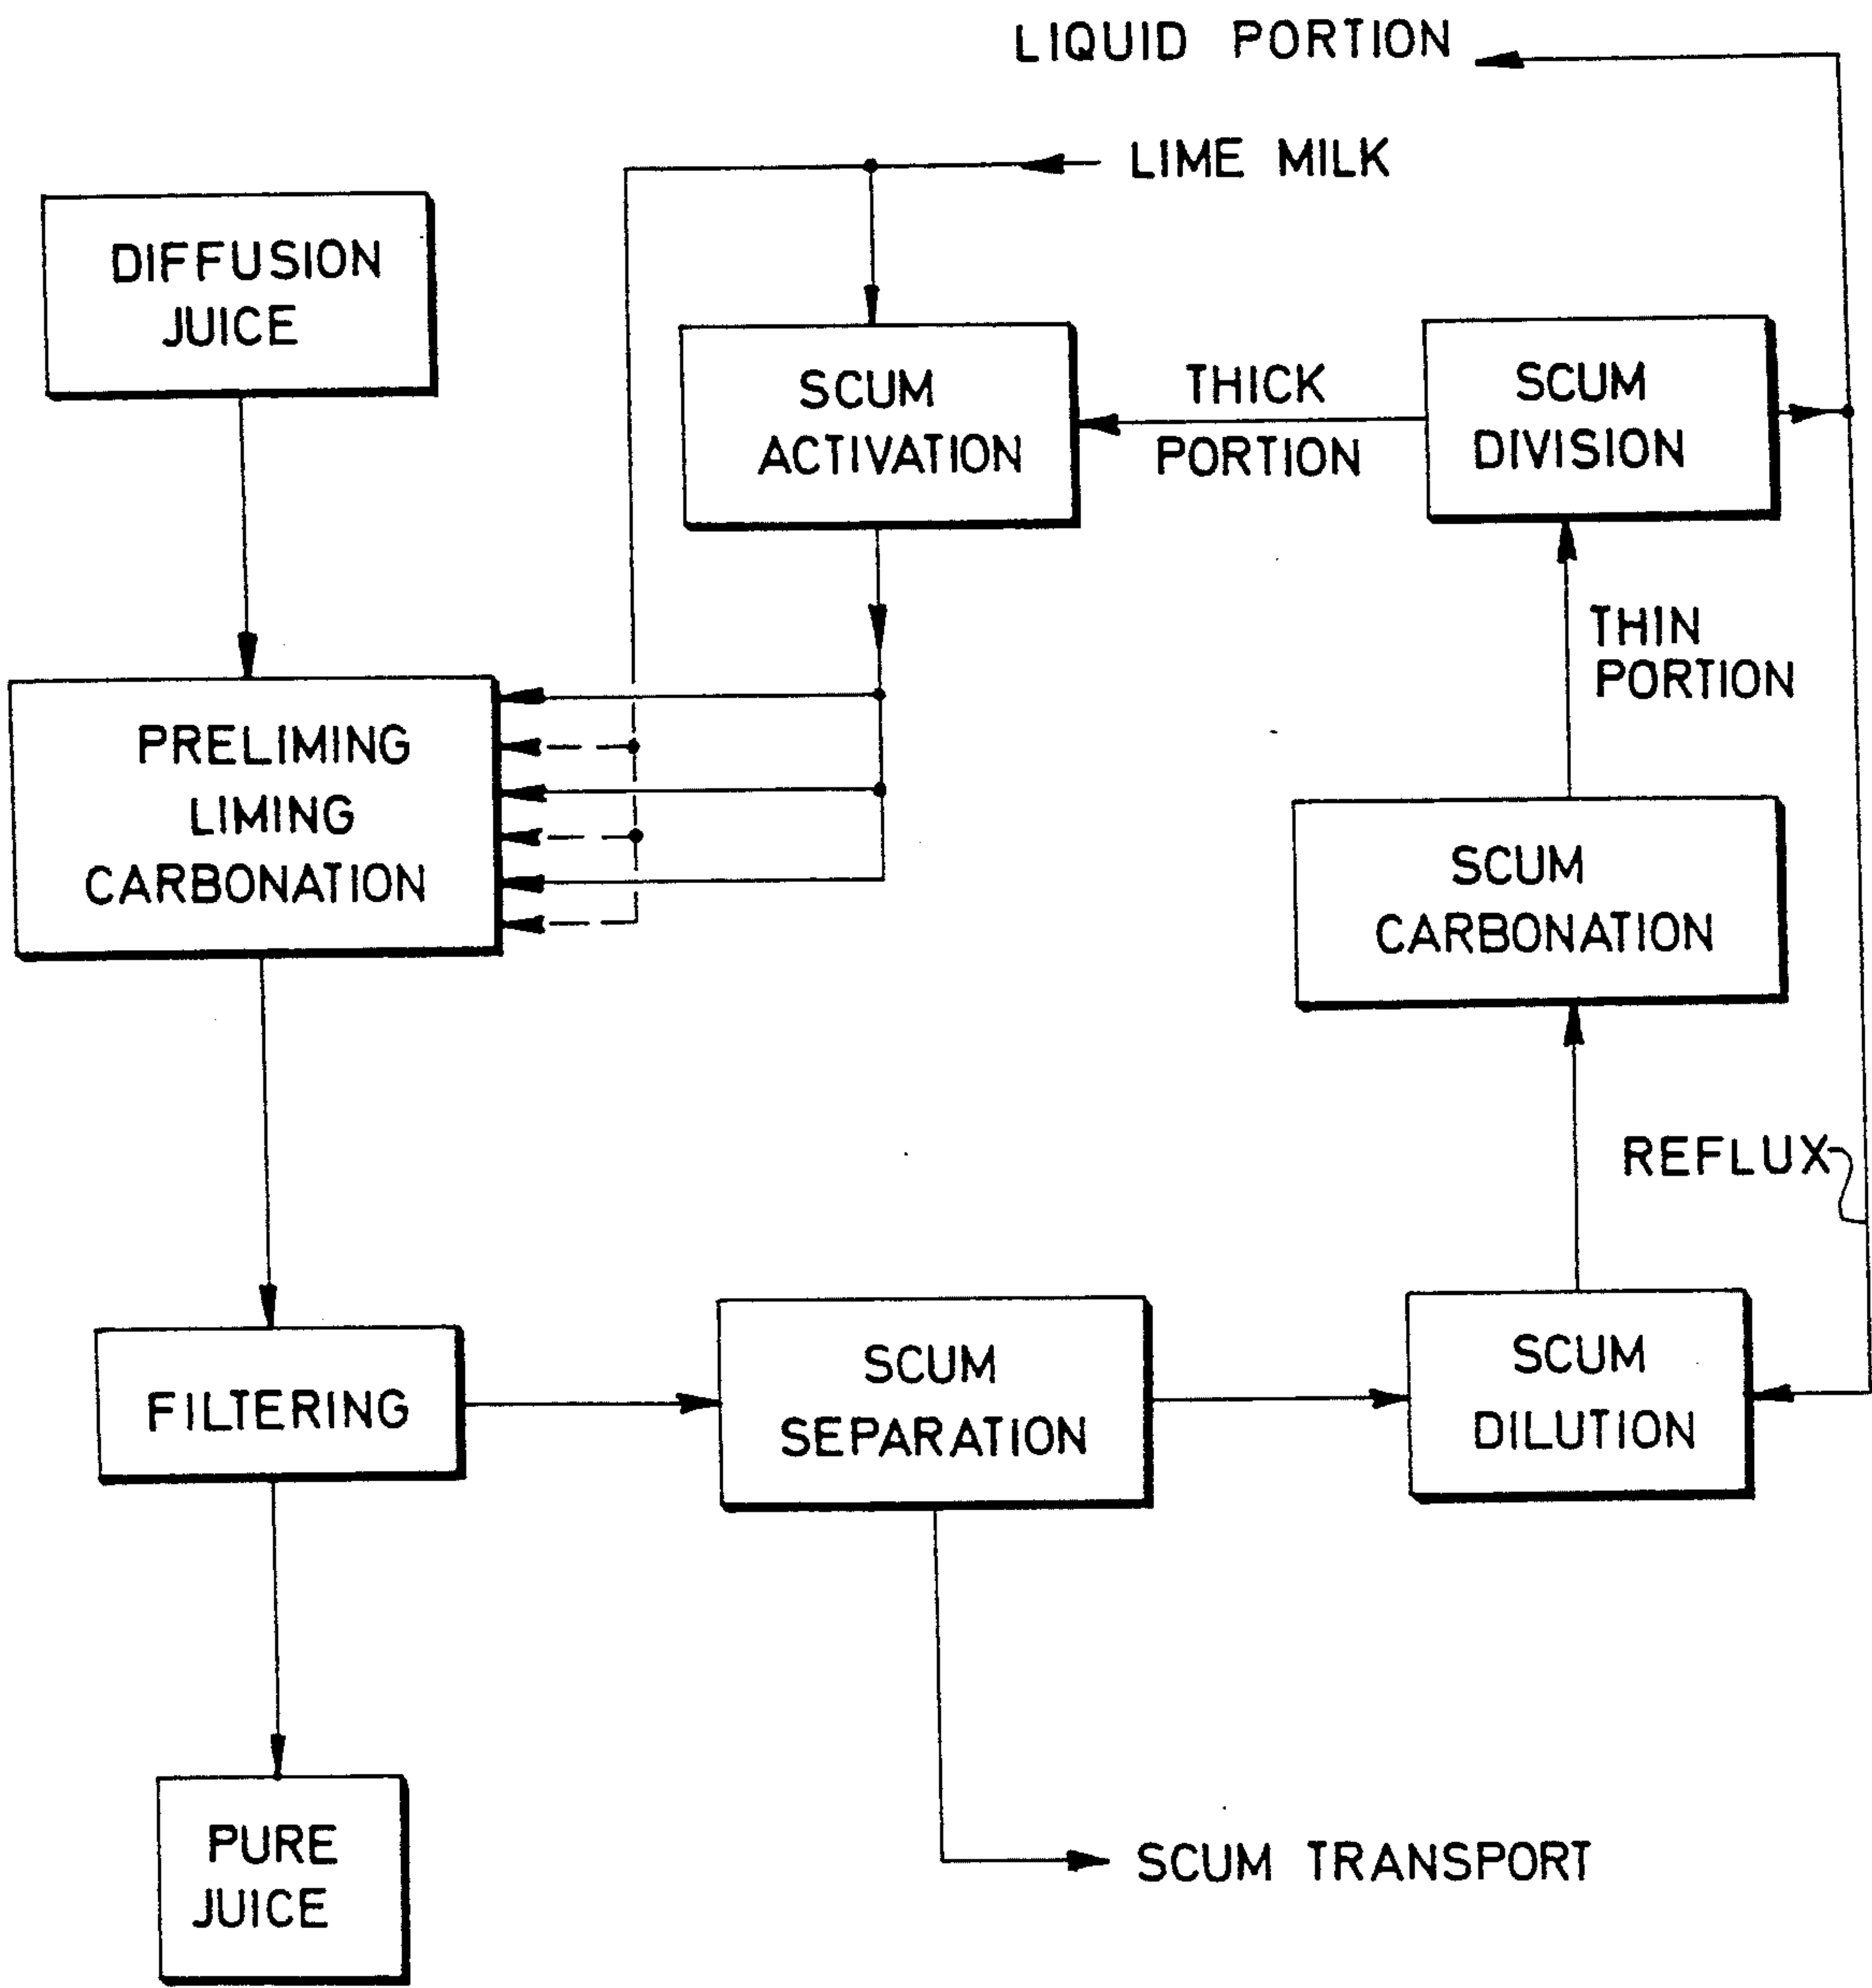 LIQUID PORTION
LIME MILK
DIFFUSION
JUICE
SCUM
ACTIVATION
THICK
PORTION
SCUM
DIVISION
THIN
PORTION
PRELIMING
LIMING
CARBONATION
SCUM
CARBONATION
REFLUX
FILTERING
SCUM
SEPARATION
SCUM
DILUTION
PURE
JUICE
SCUM TRANSPORT